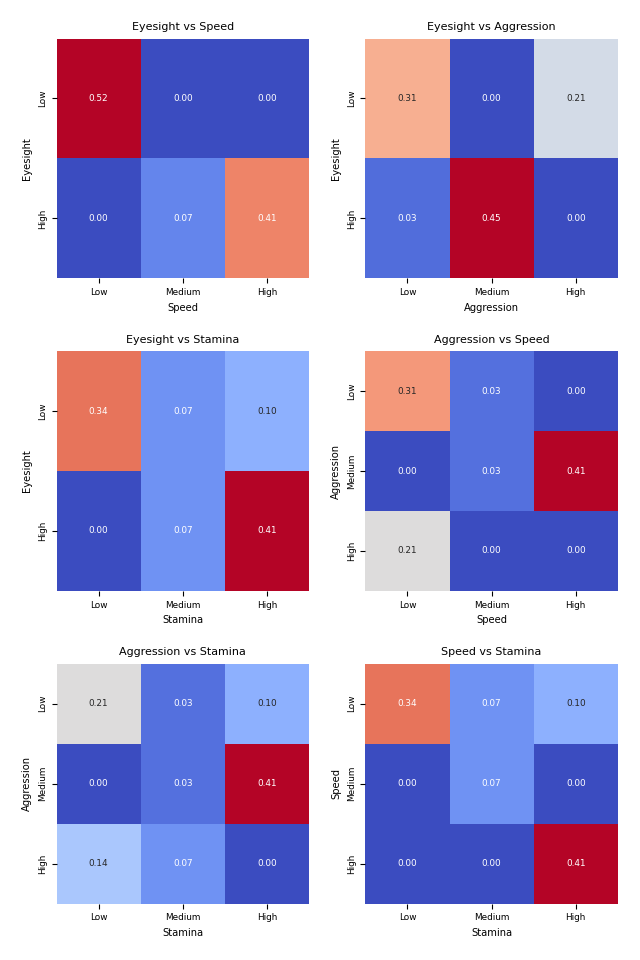 Eyesight vs Speed
Low 0.52 0.00 0.00
Eyesight
High 0.00 0.07 0.41
Low Medium High
Speed
Eyesight vs Aggression
Low 0.31 0.00 0.21
Eyesight
High 0.03 0.45 0.00
Low Medium High
Aggression
Eyesight vs Stamina
Low 0.34 0.07 0.10
Eyesight
High 0.00 0.07 0.41
Low Medium High
Stamina
Aggression vs Speed
Low 0.31 0.03 0.00
Aggression
Medium 0.00 0.03 0.41
High 0.21 0.00 0.00
Low Medium High
Speed
Aggression vs Stamina
Low 0.21 0.03 0.10
Aggression
Medium 0.00 0.03 0.41
High 0.14 0.07 0.00
Low Medium High
Stamina
Speed vs Stamina
Low 0.34 0.07 0.10
Speed
Medium 0.00 0.07 0.00
High 0.00 0.00 0.41
Low Medium High
Stamina